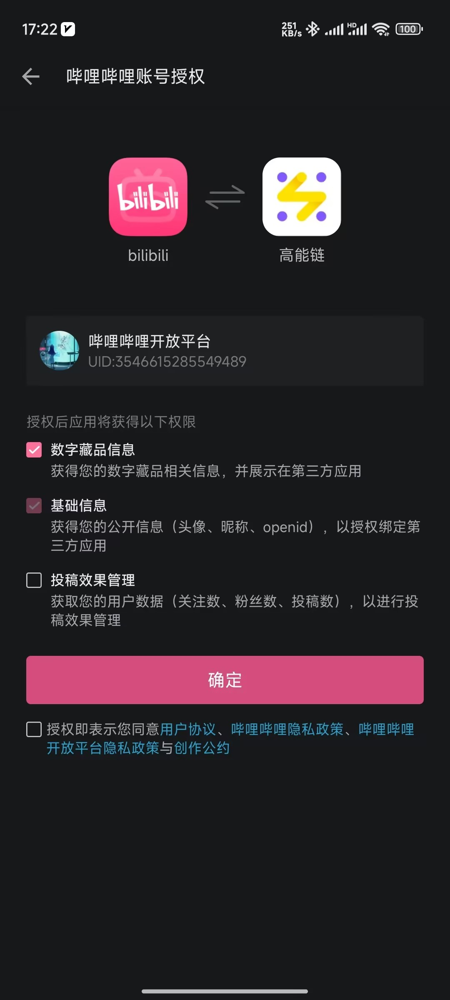 17:22
251
KB/s
HD
100
哔哩哔哩账号授权
bilibili
bilibili
高能链
哔哩哔哩开放平台
UID:3546615285549489
授权后应用将获得以下权限
数字藏品信息
获得您的数字藏品相关信息，并展示在第三方应用
基础信息
获得您的公开信息（头像、昵称、openid），以授权绑定第
三方应用
投稿效果管理
获取您的用户数据（关注数、粉丝数、投稿数），以进行投
稿效果管理
确定
授权即表示您同意用户协议、哔哩哔哩隐私政策、哔哩哔哩
开放平台隐私政策与创作公约